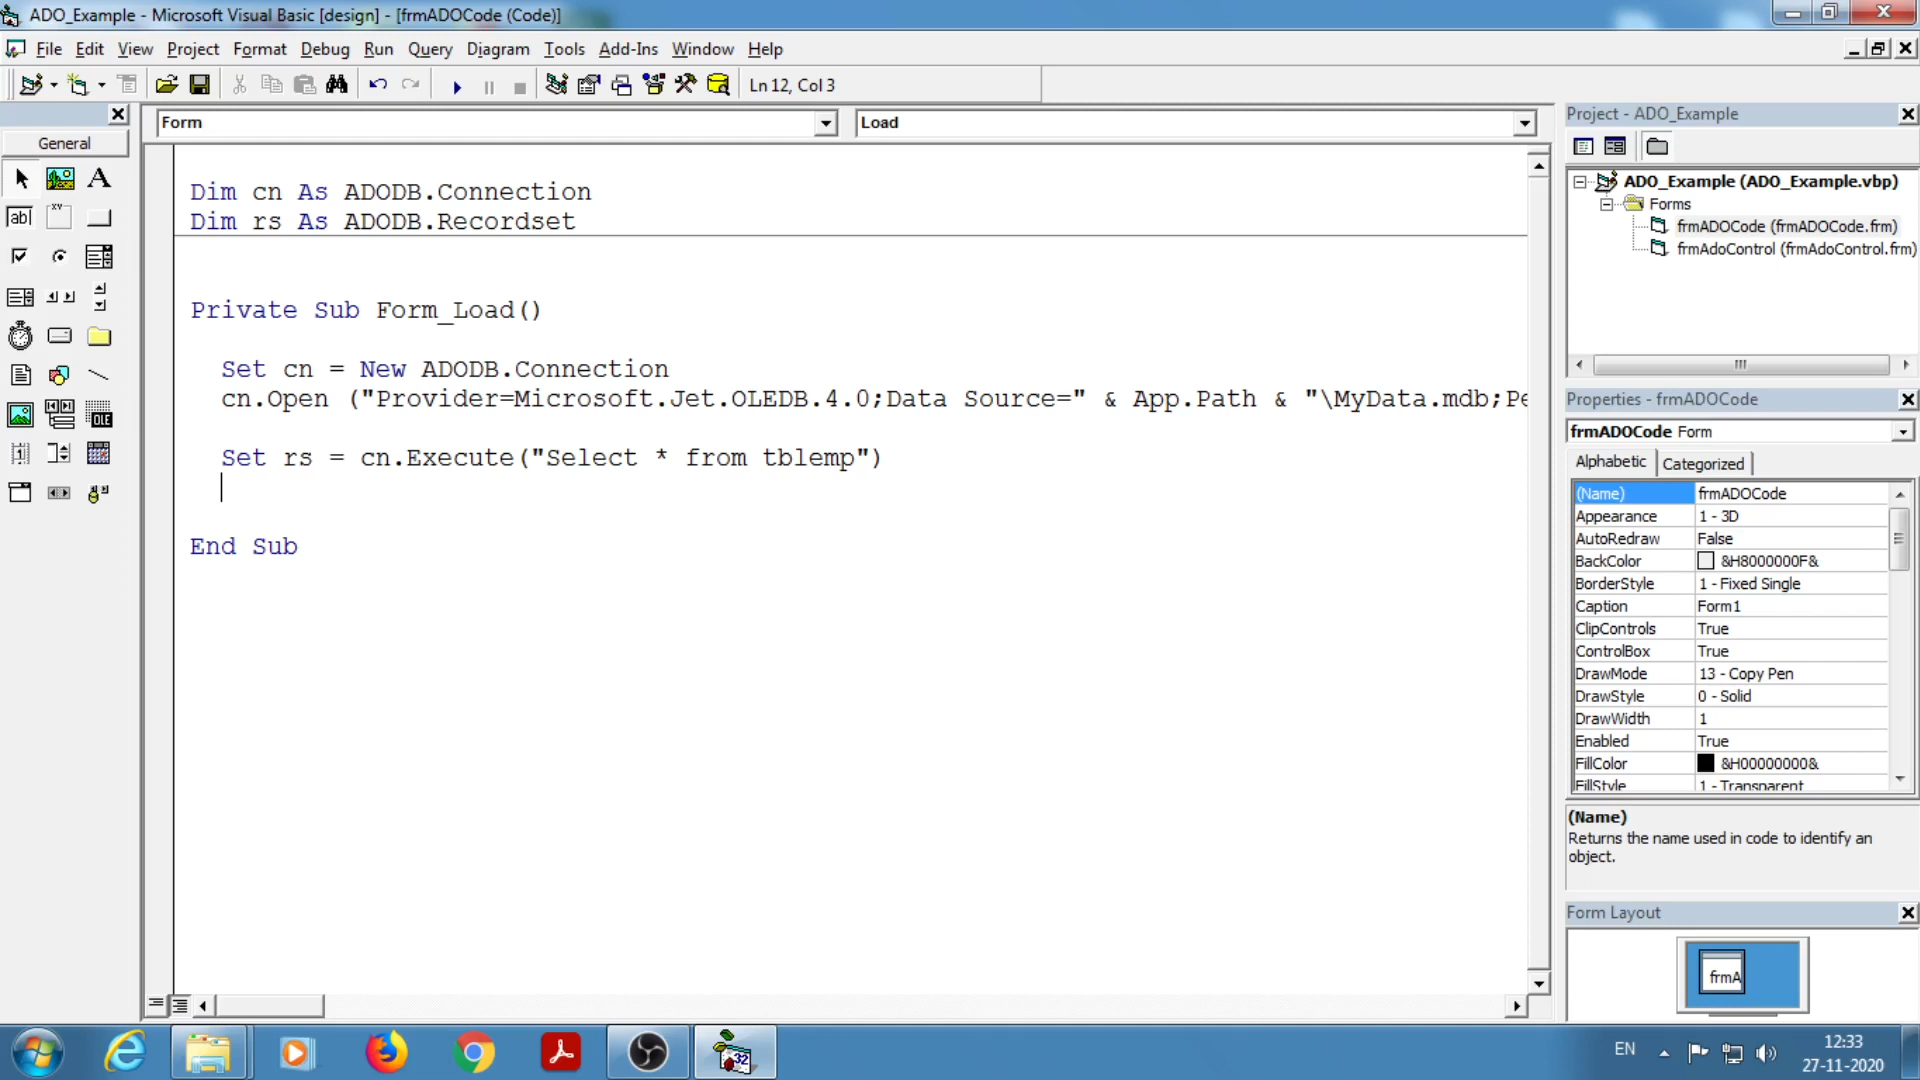 ADO_Example - Microsoft Visual Basic [design] - [frmADOCode (Code)]
File Edit View Project Format Debug Run Query Diagram Tools Add-Ins Window Help
Ln 12, Col 3
General
Form
Load
Dim cn As ADODB.Connection
Dim rs As ADODB.Recordset
Private Sub Form_Load()
Set cn = New ADODB.Connection
cn.Open ("Provider=Microsoft.Jet.OLEDB.4.0;Data Source=" & App.Path & "\MyData.mdb;Pe
Set rs = cn.Execute("Select * from tblemp")
End Sub
Project - ADO_Example
ADO_Example (ADO_Example.vbp)
Forms
frmADOCode (frmADOCode.frm)
frmAdoControl (frmAdoControl.frm)
Properties - frmADOCode
frmADOCode Form
Alphabetic Categorized
(Name) frmADOCode
Appearance 1 - 3D
AutoRedraw False
BackColor &H8000000F&
BorderStyle 1 - Fixed Single
Caption Form1
ClipControls True
ControlBox True
DrawMode 13 - Copy Pen
DrawStyle 0 - Solid
DrawWidth 1
Enabled True
FillColor &H00000000&
FillStyle 1 - Transparent
(Name)
Returns the name used in code to identify an
object.
Form Layout
frmA
EN
12:33
27-11-2020